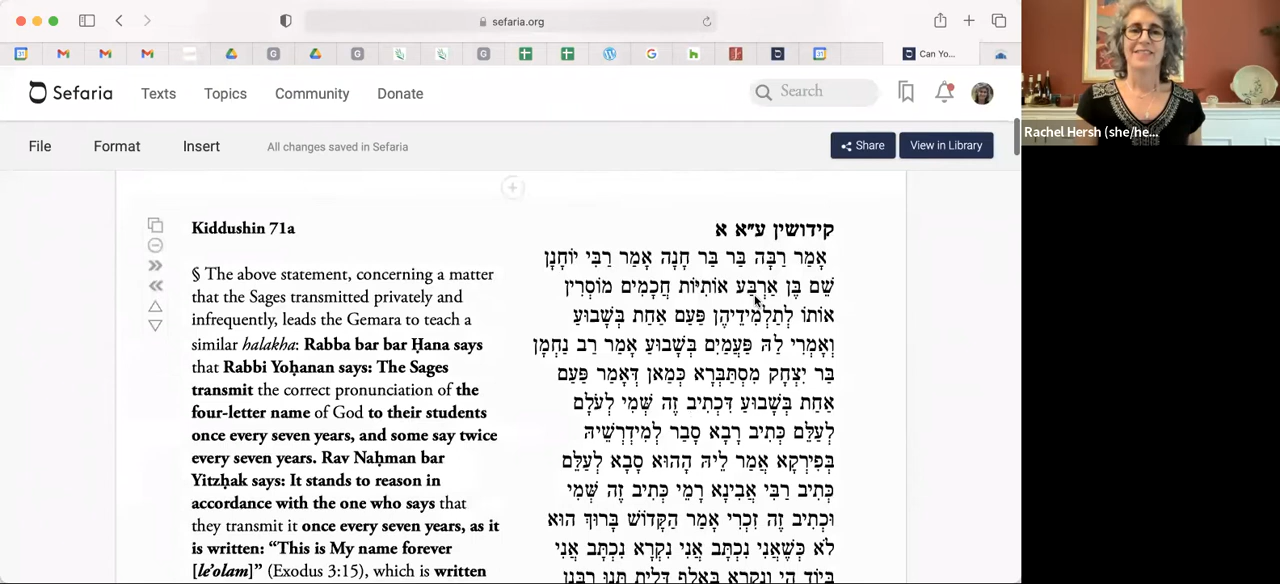 sefaria.org
Can Yo...
Sefaria
Texts
Topics
Community
Donate
Search
File
Format
Insert
All changes saved in Sefaria
Share
View in Library
Rachel Hersh (she/he...
Kiddushin 71a
§ The above statement, concerning a matter
that the Sages transmitted privately and
infrequently, leads the Gemara to teach a
similar halakha: Rabba bar bar Ḥana says
that Rabbi Yoḥanan says: The Sages
transmit the correct pronunciation of the
four-letter name of God to their students
once every seven years, and some say twice
every seven years. Rav Naḥman bar
Yitzḥak says: It stands to reason in
accordance with the one who says that
they transmit it once every seven years, as it
is written: “This is My name forever
[le’olam]” (Exodus 3:15), which is written
קידושין ע״א א
אָמַר רַבָּה בַּר בַּר חָנָה אָמַר רַבִּי יוֹחָנָן
שֵׁם בֶּן אַרְבַּע אוֹתִיּוֹת חֲכָמִים מוֹסְרִין
אוֹתוֹ לְתַלְמִידֵיהֶן פַּעַם אַחַת בְּשָׁבוּעַ
וְאָמְרִי לַהּ פַּעֲמַיִם בְּשָׁבוּעַ אָמַר רַב נַחְמָן
בַּר יִצְחָק מִסְתַּבְּרָא כְּמַאן דְּאָמַר פַּעַם
אַחַת בְּשָׁבוּעַ דִּכְתִיב זֶה שְּׁמִי לְעֹלָם
לְעַלֵּם כְּתִיב רָבָא סָבַר לְמִידְרְשֵׁיהּ
בְּפִירְקָא אֲמַר לֵיהּ הָהוּא סָבָא לְעַלֵּם
כְּתִיב רַבִּי אֲבִינָא רָמֵי כְּתִיב זֶה שְּׁמִי
וּכְתִיב זֶה זִכְרִי אָמַר הַקָּדוֹשׁ בָּרוּךְ הוּא
לֹא כְּשֶׁאֲנִי נִכְתָּב אֲנִי נִקְרָא נִכְתָּב אֲנִי
בְּיוֹד הֵי וְנִקְרָא בְּאָלֶף דָּלֶית תָּנוּ רַבָּנַן